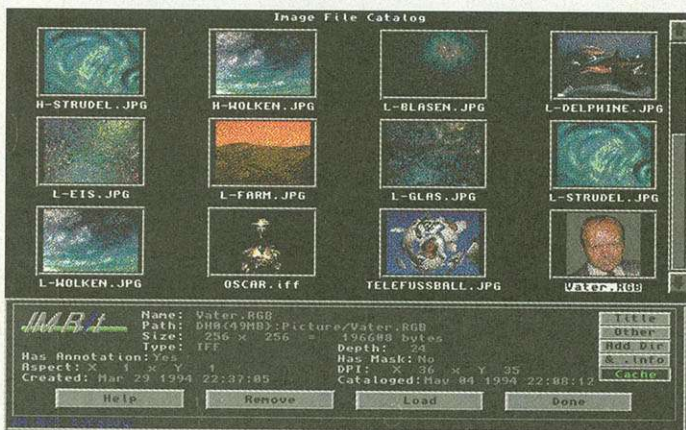 Image File Catalog
H-STRUDEL.JPG H-WOLKEN.JPG L-BLASEN.JPG L-DELPHINE.JPG
L-EIS.JPG L-FARM.JPG L-GLAS.JPG L-STRUDEL.JPG
L-WOLKEN.JPG OSCAR.iff TELEFUSSBALL.JPG Vater.RGB
Name: Vater.RGB
Path: DH0(49MB):Picture/Vater.RGB
Size: 256 x 256 = 196608 bytes
Type: IFF Depth: 24
Has Annotation: Yes Has Mask: No
Aspect: X 1 x Y 1 DPI: X 36 x Y 35
Created: Mar 29 1994 22:37:05 Cataloged: May 04 1994 22:08:12
Title
Other
Add Dir
& .info
Cache
Help Remove Load Done